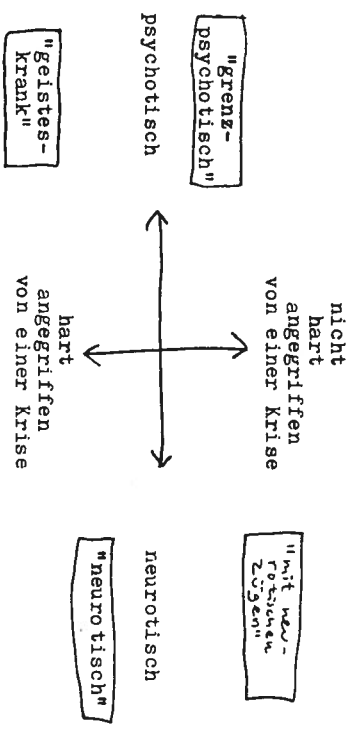 nicht
hart
angegriffen
von einer Krise
"grenz-
psychotisch"
"mit neu-
rotischen
Zügen"
psychotisch
neurotisch
"geistes-
krank"
hart
angegriffen
von einer Krise
"neurotisch"